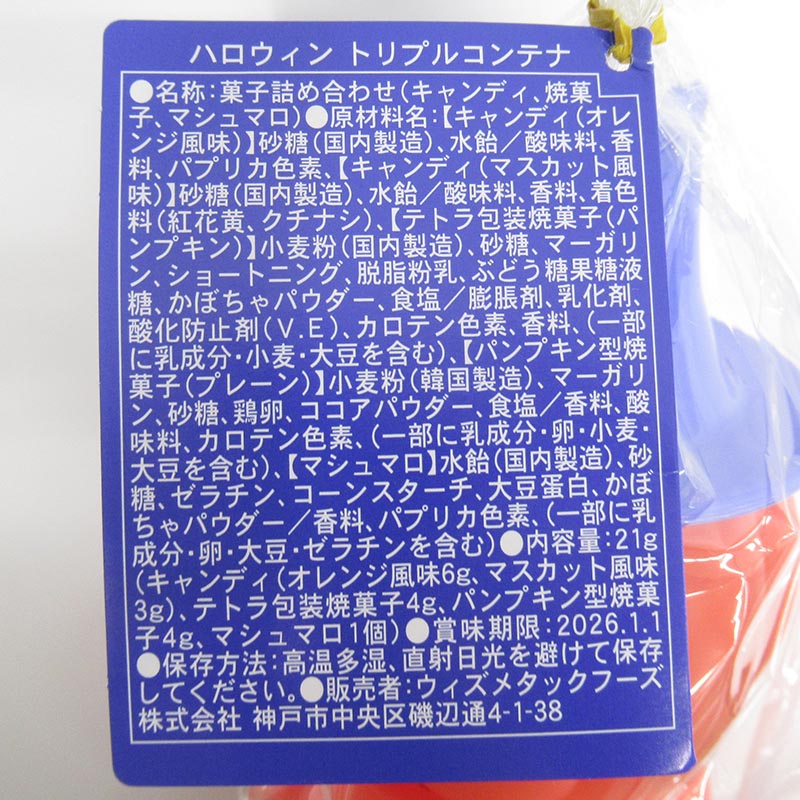 ハロウィン トリプルコンテナ
●名称:菓子詰め合わせ(キャンディ、焼菓
子、マシュマロ)●原材料名:【キャンディ(オレ
ンジ風味)】砂糖(国内製造)、水飴／酸味料、香
料、パプリカ色素、【キャンディ(マスカット風
味)】砂糖(国内製造)、水飴／酸味料、香料、着色
料(紅花黄、クチナシ)、【テトラ包装焼菓子(パ
ンプキン)】小麦粉(国内製造)、砂糖、マーガリ
ン、ショートニング、脱脂粉乳、ぶどう糖果糖液
糖、かぼちゃパウダー、食塩／膨脹剤、乳化剤、
酸化防止剤(V.E)、カロテン色素、香料、(一部
に乳成分・小麦・大豆を含む)、【パンプキン型焼
菓子(プレーン)】小麦粉(韓国製造)、マーガリ
ン、砂糖、鶏卵、ココアパウダー、食塩／香料、酸
味料、カロテン色素、(一部に乳成分・卵・小麦・
大豆を含む)、【マシュマロ】水飴(国内製造)、砂
糖、ゼラチン、コーンスターチ、大豆蛋白、かぼ
ちゃパウダー／香料、パプリカ色素、(一部に乳
成分・卵・大豆・ゼラチンを含む)●内容量:21g
(キャンディ(オレンジ風味6g、マスカット風味
3g)、テトラ包装焼菓子4g、パンプキン型焼菓
子4g、マシュマロ1個)●賞味期限:2026.1.1
●保存方法:高温多湿、直射日光を避けて保存
してください。●販売者:ウィズメタックフーズ
株式会社 神戸市中央区磯辺通4-1-38